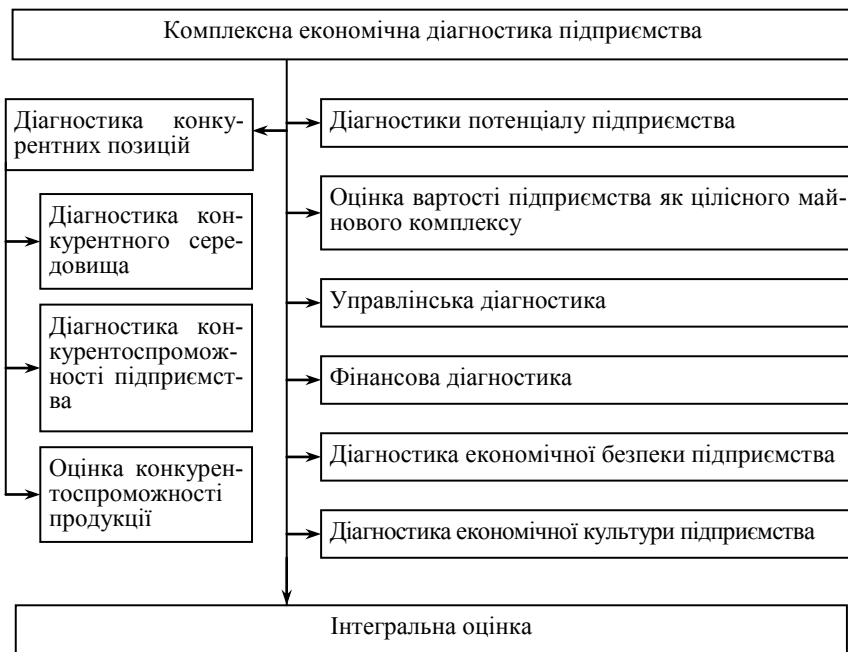 Комплексна економічна діагностика підприємства
Діагностика конку-
рентних позицій
Діагностика кон-
курентного сере-
довища
Діагностика кон-
курентоспромож-
ності підприємст-
ва
Оцінка конкурен-
тоспроможності
продукції
Діагностики потенціалу підприємства
Оцінка вартості підприємства як цілісного май-
нового комплексу
Управлінська діагностика
Фінансова діагностика
Діагностика економічної безпеки підприємства
Діагностика економічної культури підприємства
Інтегральна оцінка